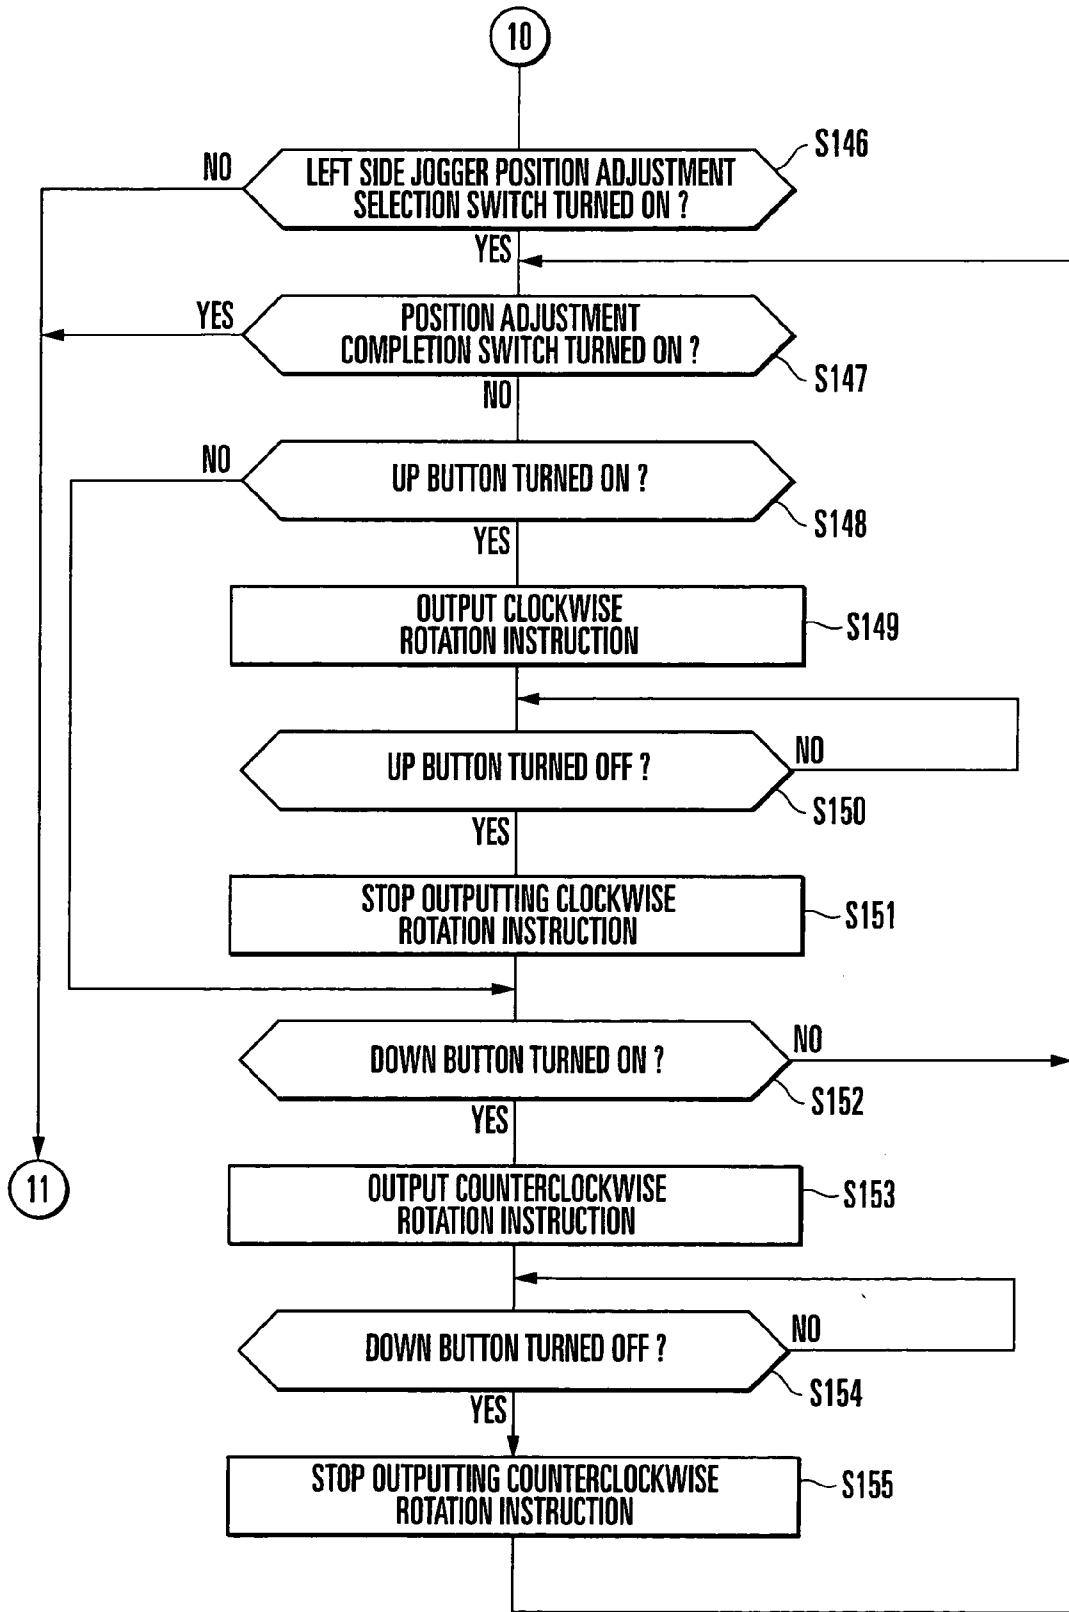 10
S146
NO
LEFT SIDE JOGGER POSITION ADJUSTMENT
SELECTION SWITCH TURNED ON ?
YES
YES
POSITION ADJUSTMENT
COMPLETION SWITCH TURNED ON ?
S147
NO
NO
UP BUTTON TURNED ON ?
S148
YES
OUTPUT CLOCKWISE
ROTATION INSTRUCTION
S149
UP BUTTON TURNED OFF ?
NO
S150
YES
STOP OUTPUTTING CLOCKWISE
ROTATION INSTRUCTION
S151
DOWN BUTTON TURNED ON ?
NO
S152
YES
11
OUTPUT COUNTERCLOCKWISE
ROTATION INSTRUCTION
S153
DOWN BUTTON TURNED OFF ?
NO
S154
YES
STOP OUTPUTTING COUNTERCLOCKWISE
ROTATION INSTRUCTION
S155